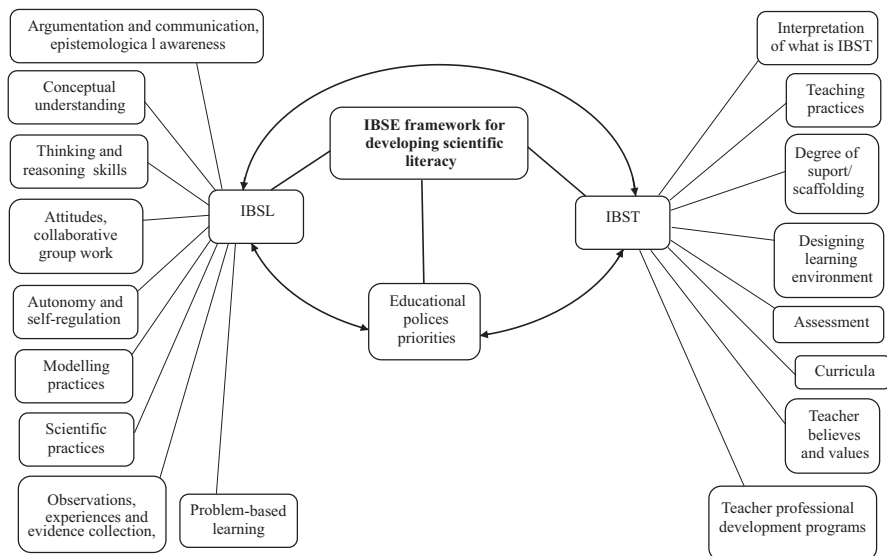 Argumentation and communication,
epistemologica l awareness
Conceptual
understanding
Thinking and
reasoning skills
Attitudes,
collaborative
group work
Autonomy and
self-regulation
Modelling
practices
Scientific
practices
Observations,
experiences and
evidence collection,
Problem-based
learning
IBSL
IBSE framework for
developing scientific
literacy
Educational
polices
priorities
IBST
Interpretation
of what is IBST
Teaching
practices
Degree of
suport/
scaffolding
Designing
learning
environment
Assessment
Curricula
Teacher
believes
and values
Teacher professional
development programs